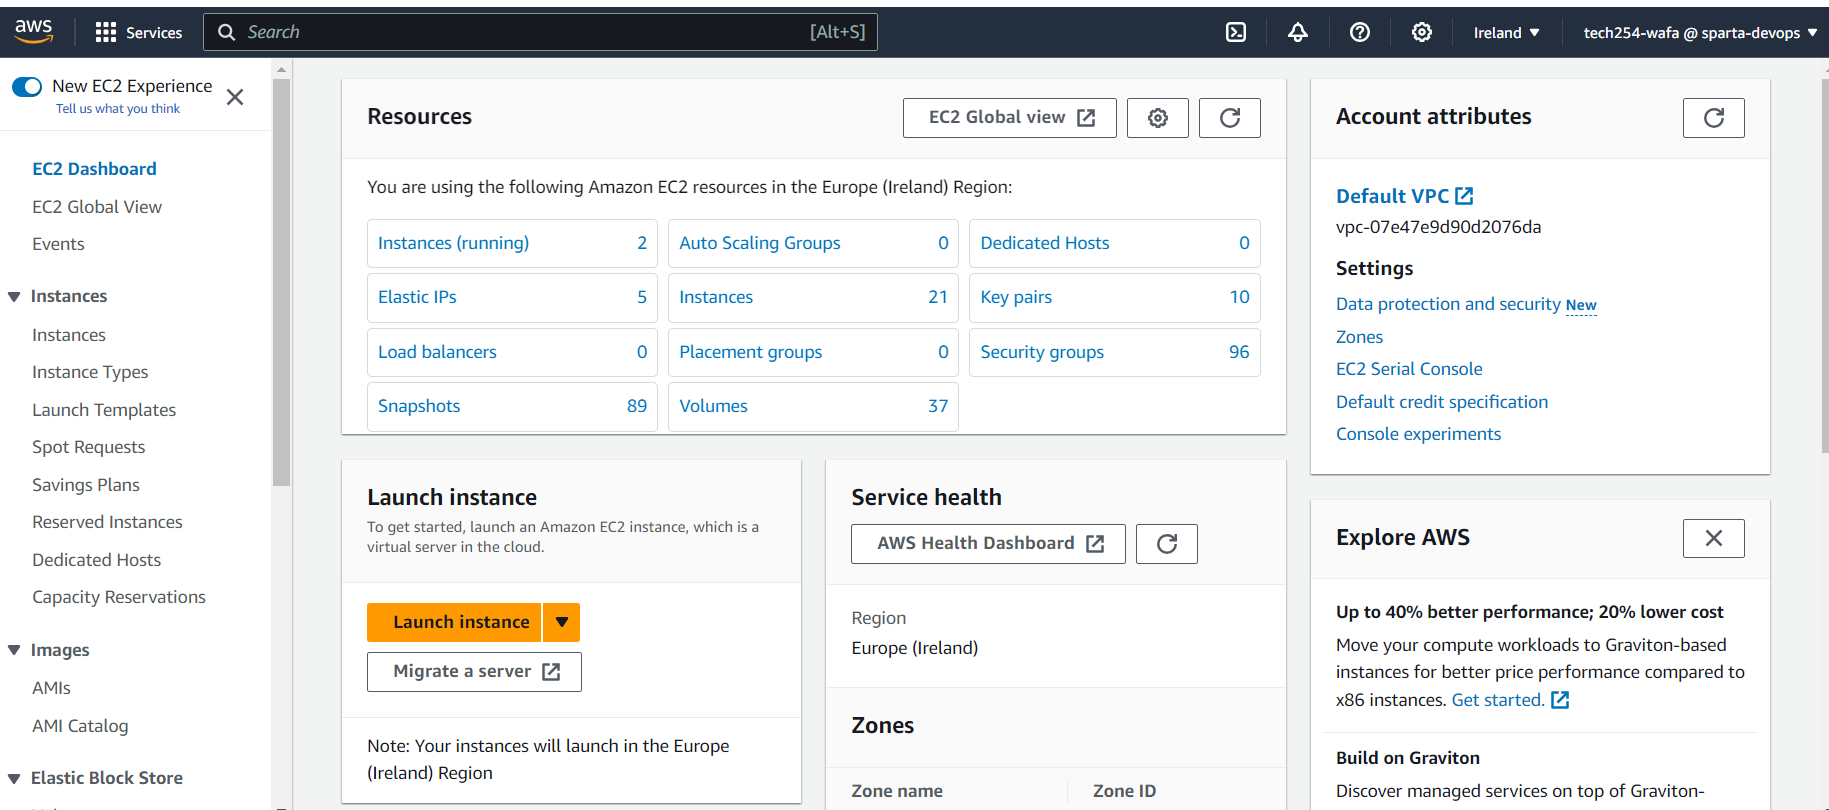 aws
Services
Search
[Alt+S]
Ireland ▼
tech254-wafa @ sparta-devops ▼
New EC2 Experience
Tell us what you think
EC2 Dashboard
EC2 Global View
Events
Instances
Instances
Instance Types
Launch Templates
Spot Requests
Savings Plans
Reserved Instances
Dedicated Hosts
Capacity Reservations
Images
AMIs
AMI Catalog
Elastic Block Store
Resources
EC2 Global view
You are using the following Amazon EC2 resources in the Europe (Ireland) Region:
Instances (running) 2
Auto Scaling Groups 0
Dedicated Hosts 0
Elastic IPs 5
Instances 21
Key pairs 10
Load balancers 0
Placement groups 0
Security groups 96
Snapshots 89
Volumes 37
Launch instance
To get started, launch an Amazon EC2 instance, which is a
virtual server in the cloud.
Launch instance
Migrate a server
Note: Your instances will launch in the Europe
(Ireland) Region
Service health
AWS Health Dashboard
Region
Europe (Ireland)
Zones
Zone name
Zone ID
Account attributes
Default VPC
vpc-07e47e9d90d2076da
Settings
Data protection and security New
Zones
EC2 Serial Console
Default credit specification
Console experiments
Explore AWS
Up to 40% better performance; 20% lower cost
Move your compute workloads to Graviton-based
instances for better price performance compared to
x86 instances. Get started.
Build on Graviton
Discover managed services on top of Graviton-